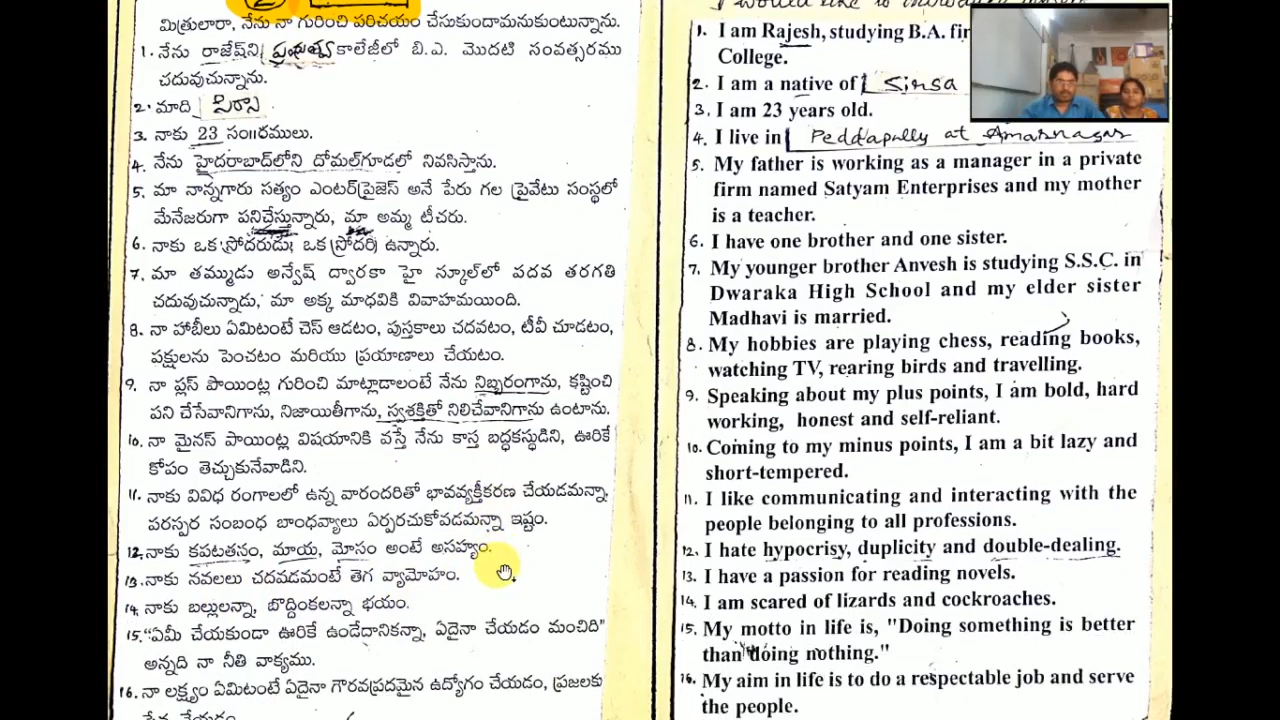 మిత్రులారా, నేను నా గురించి పరిచయం చేసుకుందామనుకుంటున్నాను.
1. నేను రాజేష్‌ని కాలేజీలో బి.ఎ. మొదటి సంవత్సరము
చదువుచున్నాను.
2. మాది సిర్సా
3. నాకు 23 సం॥రములు.
4. నేను హైదరాబాద్‌లోని దోమల్‌గూడలో నివసిస్తాను.
5. మా నాన్నగారు సత్యం ఎంటర్‌ప్రైజెస్ అనే పేరు గల ప్రైవేటు సంస్థలో
మేనేజరుగా పనిచేస్తున్నారు, మా అమ్మ టీచరు.
6. నాకు ఒక సోదరుడు ఒక సోదరి ఉన్నారు.
7. మా తమ్ముడు అన్వేష్ ద్వారకా హై స్కూల్‌లో పదవ తరగతి
చదువుచున్నాడు, మా అక్క మాధవికి వివాహమయింది.
8. నా హాబీలు ఏమిటంటే చెస్ ఆడటం, పుస్తకాలు చదవటం, టీవీ చూడటం,
పక్షులను పెంచటం మరియు ప్రయాణాలు చేయటం.
9. నా ప్లస్ పాయింట్ల గురించి మాట్లాడాలంటే నేను నిబ్బరంగాను, కష్టించి
పని చేసేవానిగాను, నిజాయితీగాను, స్వశక్తితో నిలిచేవానిగాను ఉంటాను.
10. నా మైనస్ పాయింట్ల విషయానికి వస్తే నేను కాస్త బద్ధకస్థుడిని, ఊరికే
కోపం తెచ్చుకునేవాడిని.
11. నాకు వివిధ రంగాలలో ఉన్న వారందరితో భావవ్యక్తీకరణ చేయడమన్నా,
పరస్పర సంబంధ బాంధవ్యాలు ఏర్పరచుకోవడమన్నా ఇష్టం.
12. నాకు కపటతనం, మాయ, మోసం అంటే అసహ్యం.
13. నాకు నవలలు చదవడమంటే తెగ వ్యామోహం.
14. నాకు బల్లులన్నా, బొద్దింకలన్నా భయం.
15. "ఏమీ చేయకుండా ఊరికే ఉండేదానికన్నా, ఏదైనా చేయడం మంచిది"
అన్నది నా నీతి వాక్యము.
16. నా లక్ష్యం ఏమిటంటే ఏదైనా గౌరవప్రదమైన ఉద్యోగం చేయడం, ప్రజలకు
1. I am Rajesh, studying B.A. fir
College.
2. I am a native of Sirsa
3. I am 23 years old.
4. I live in Peddapally at Amarnagar
5. My father is working as a manager in a private
firm named Satyam Enterprises and my mother
is a teacher.
6. I have one brother and one sister.
7. My younger brother Anvesh is studying S.S.C. in
Dwaraka High School and my elder sister
Madhavi is married.
8. My hobbies are playing chess, reading books,
watching TV, rearing birds and travelling.
9. Speaking about my plus points, I am bold, hard
working, honest and self-reliant.
10. Coming to my minus points, I am a bit lazy and
short-tempered.
11. I like communicating and interacting with the
people belonging to all professions.
12. I hate hypocrisy, duplicity and double-dealing.
13. I have a passion for reading novels.
14. I am scared of lizards and cockroaches.
15. My motto in life is, "Doing something is better
than doing nothing."
16. My aim in life is to do a respectable job and serve
the people.